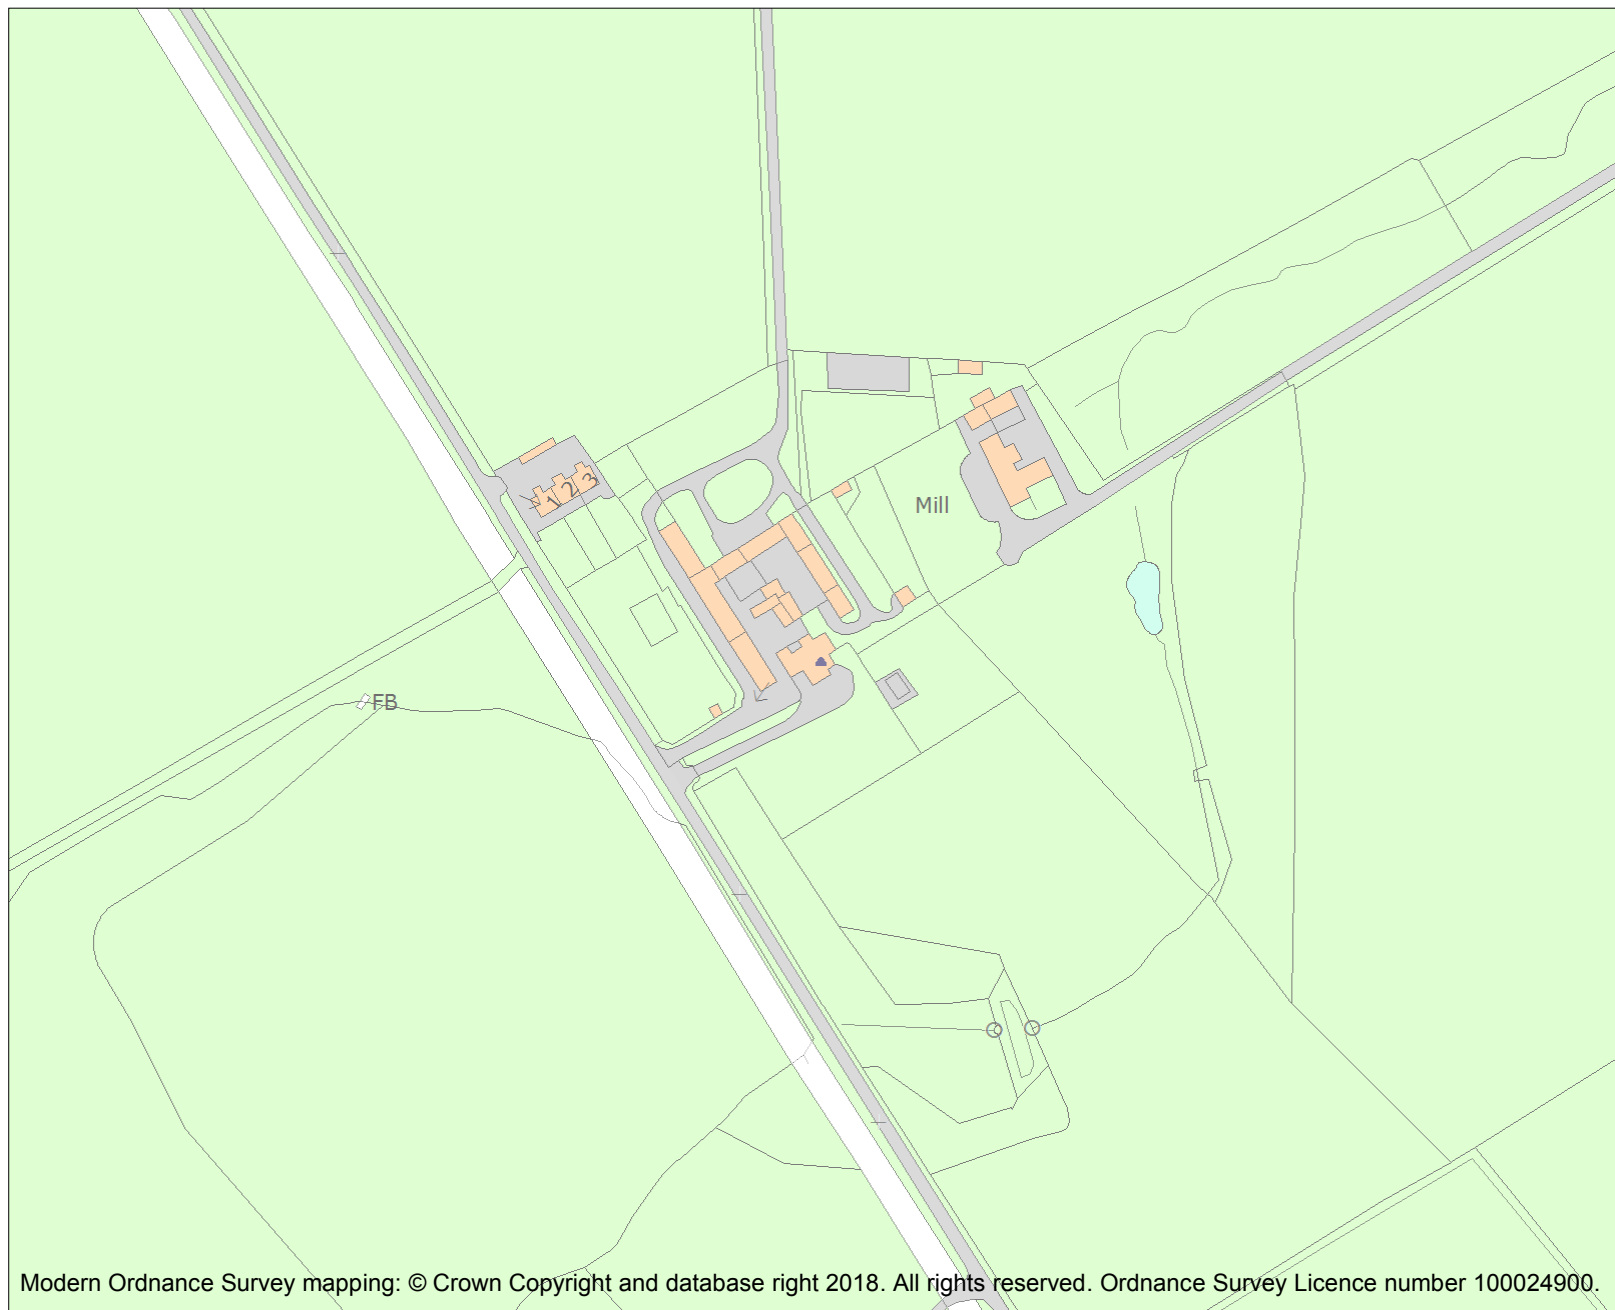 Mill
1 2 3
FB
Modern Ordnance Survey mapping: © Crown Copyright and database right 2018. All rights reserved. Ordnance Survey Licence number 100024900.